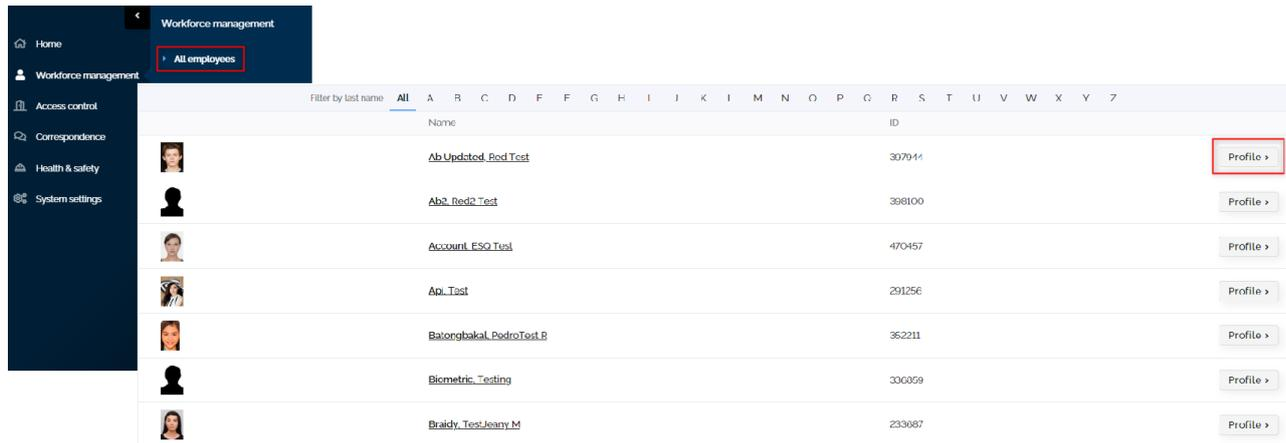 Workforce management
Home
All employees
Workforce management
Access control
Correspondence
Health & safety
System settings
Filter by last name All A B C D E F G H I J K L M N O P Q R S T U V W X Y Z
Name ID
Ab Updated, Red Test 397944 Profile ›
Ab2, Red2 Test 398100 Profile ›
Account, ESQ Test 470457 Profile ›
Api, Test 291256 Profile ›
Batongbakal, PedroTest R 352211 Profile ›
Biometric, Testing 336859 Profile ›
Braidy, TestJeany M 233687 Profile ›